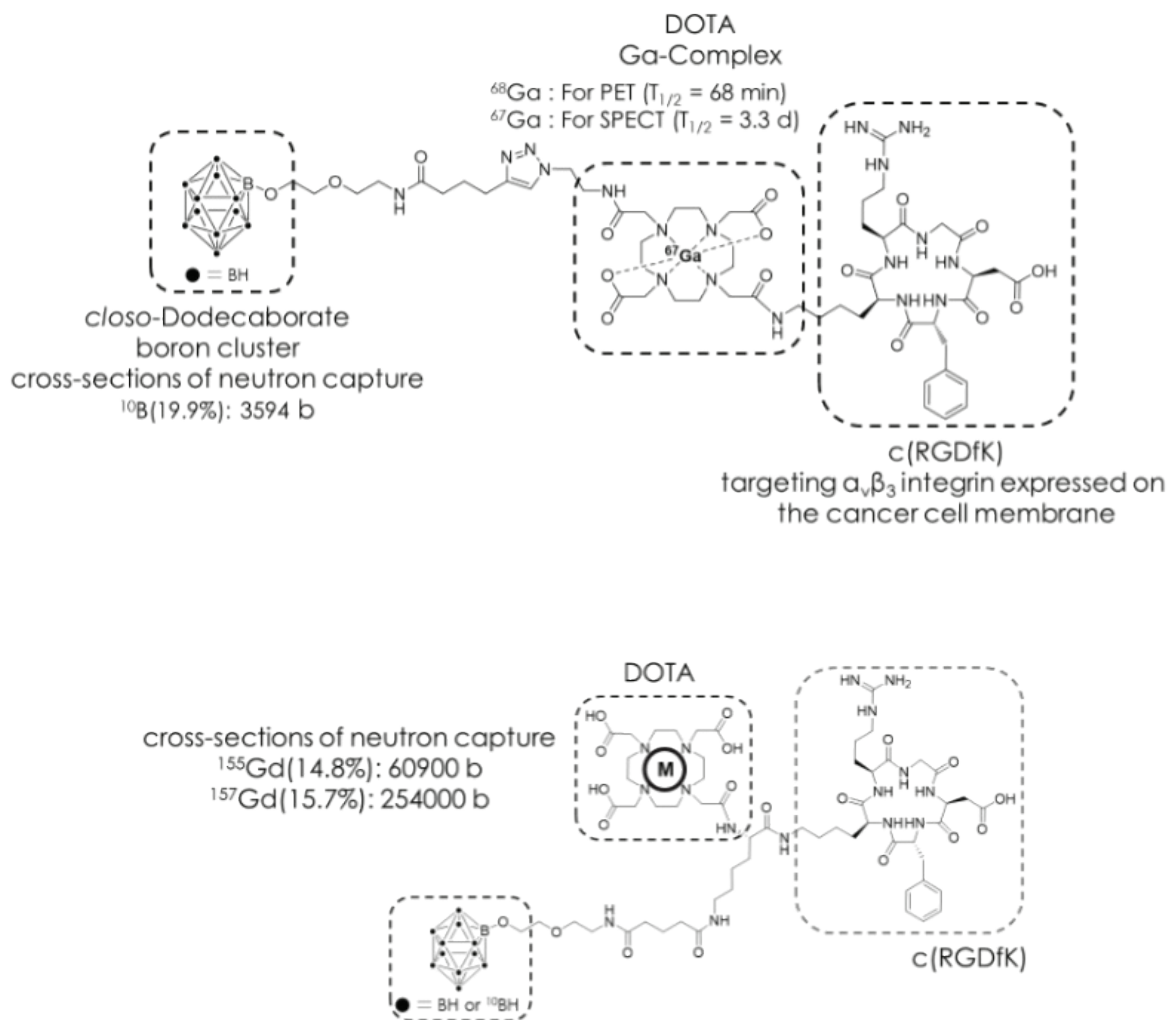 DOTA
Ga-Complex
⁶⁸Ga : For PET (T₁/₂ = 68 min)
⁶⁷Ga : For SPECT (T₁/₂ = 3.3 d)
B
O
O
N
H
O
N
N
N
NH
O
N
N
O
O
⁶⁷Ga
O
O
N
N
O
N
H
HN
NH₂
HN
O
N
H
O
NH
HN
O
O
OH
NH
HN
O
O
O
● = BH
closo-Dodecaborate
boron cluster
cross-sections of neutron capture
¹⁰B(19.9%): 3594 b
c(RGDfK)
targeting αᵥβ₃ integrin expressed on
the cancer cell membrane
DOTA
cross-sections of neutron capture
¹⁵⁵Gd(14.8%): 60900 b
¹⁵⁷Gd(15.7%): 254000 b
HO
O
O
OH
N
N
M
HO
O
N
N
O
HN
O
N
H
HN
NH₂
NH
O
N
H
O
NH
HN
O
O
OH
NH
HN
O
O
O
B
O
O
H
N
O
O
NH
● = BH or ¹⁰BH
c(RGDfK)